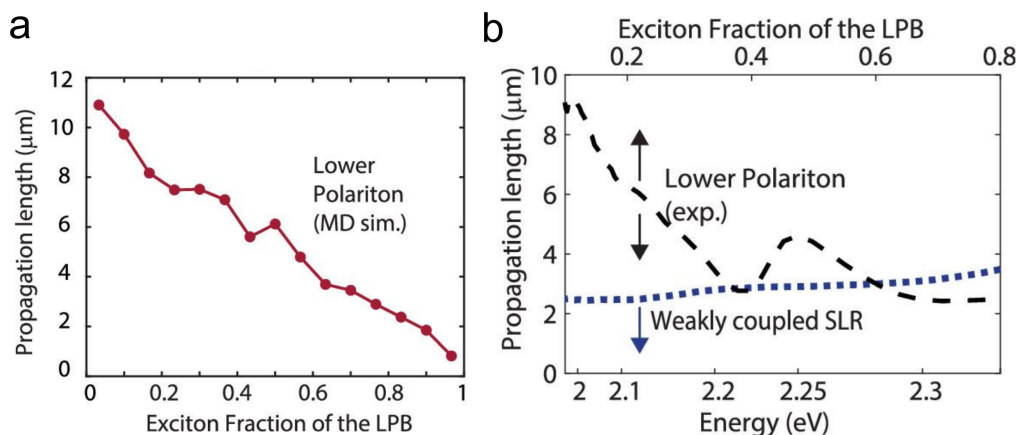 a
12
10
8
6
4
2
0
Propagation length (μm)
Lower
Polariton
(MD sim.)
0 0.2 0.4 0.6 0.8 1
Exciton Fraction of the LPB
b
Exciton Fraction of the LPB
0.2 0.4 0.6 0.8
10
8
6
4
2
0
Propagation length (μm)
Lower Polariton
(exp.)
Weakly coupled SLR
2 2.1 2.2 2.25 2.3
Energy (eV)